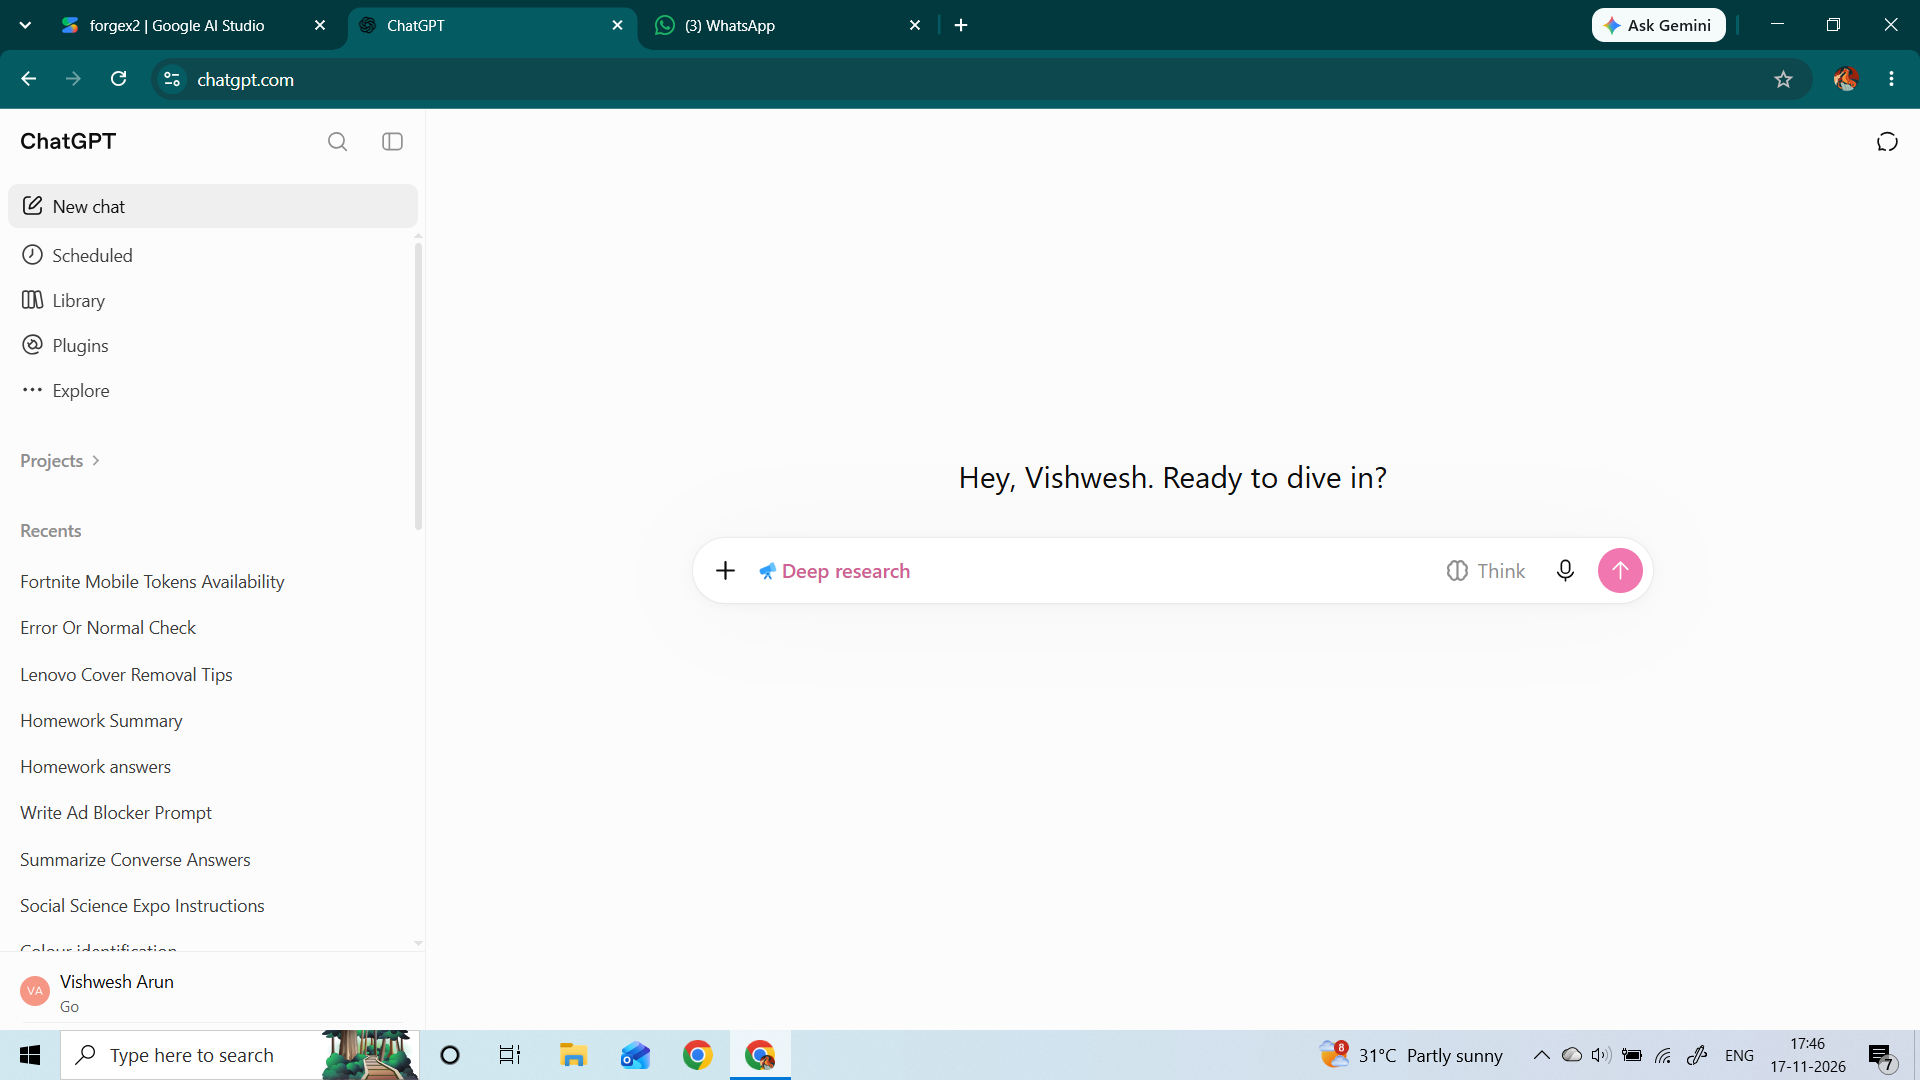 forgex2 | Google AI Studio
ChatGPT
(3) WhatsApp
Ask Gemini
chatgpt.com
ChatGPT
New chat
Scheduled
Library
Plugins
Explore
Projects
Recents
Fortnite Mobile Tokens Availability
Error Or Normal Check
Lenovo Cover Removal Tips
Homework Summary
Homework answers
Write Ad Blocker Prompt
Summarize Converse Answers
Social Science Expo Instructions
Colour identification
VA
Vishwesh Arun
Go
Hey, Vishwesh. Ready to dive in?
Deep research
Think
Type here to search
8
31°C Partly sunny
ENG
17:46
17-11-2026
7